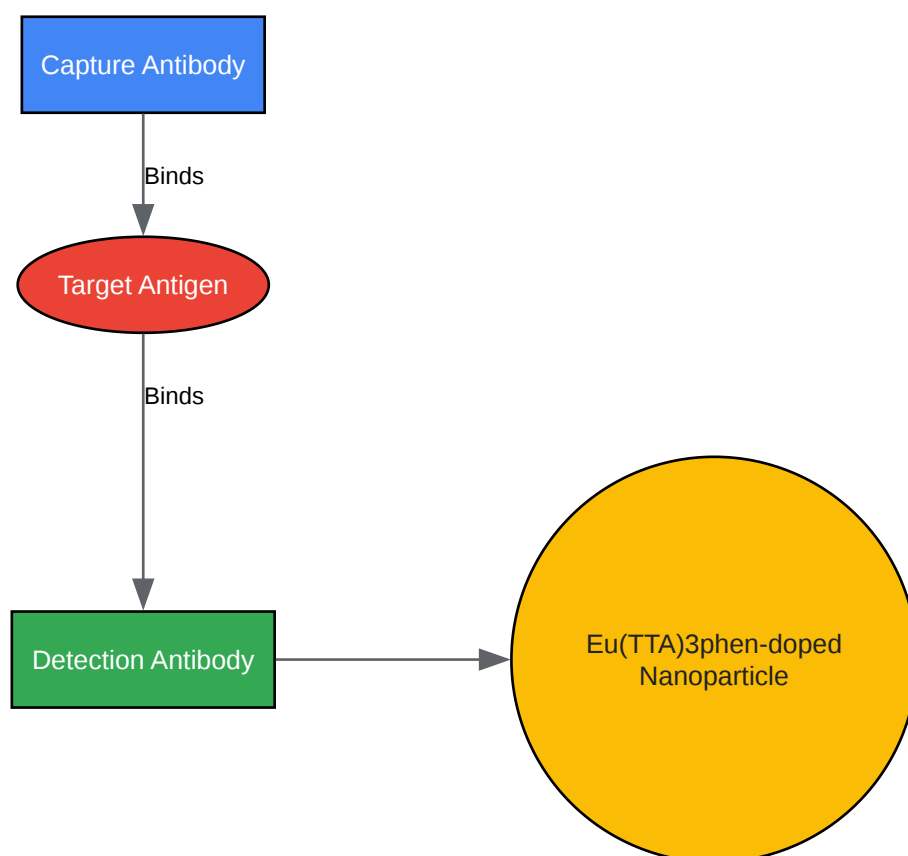 Capture Antibody
Binds
Target Antigen
Binds
Detection Antibody
Eu(TTA)3phen-doped
Nanoparticle